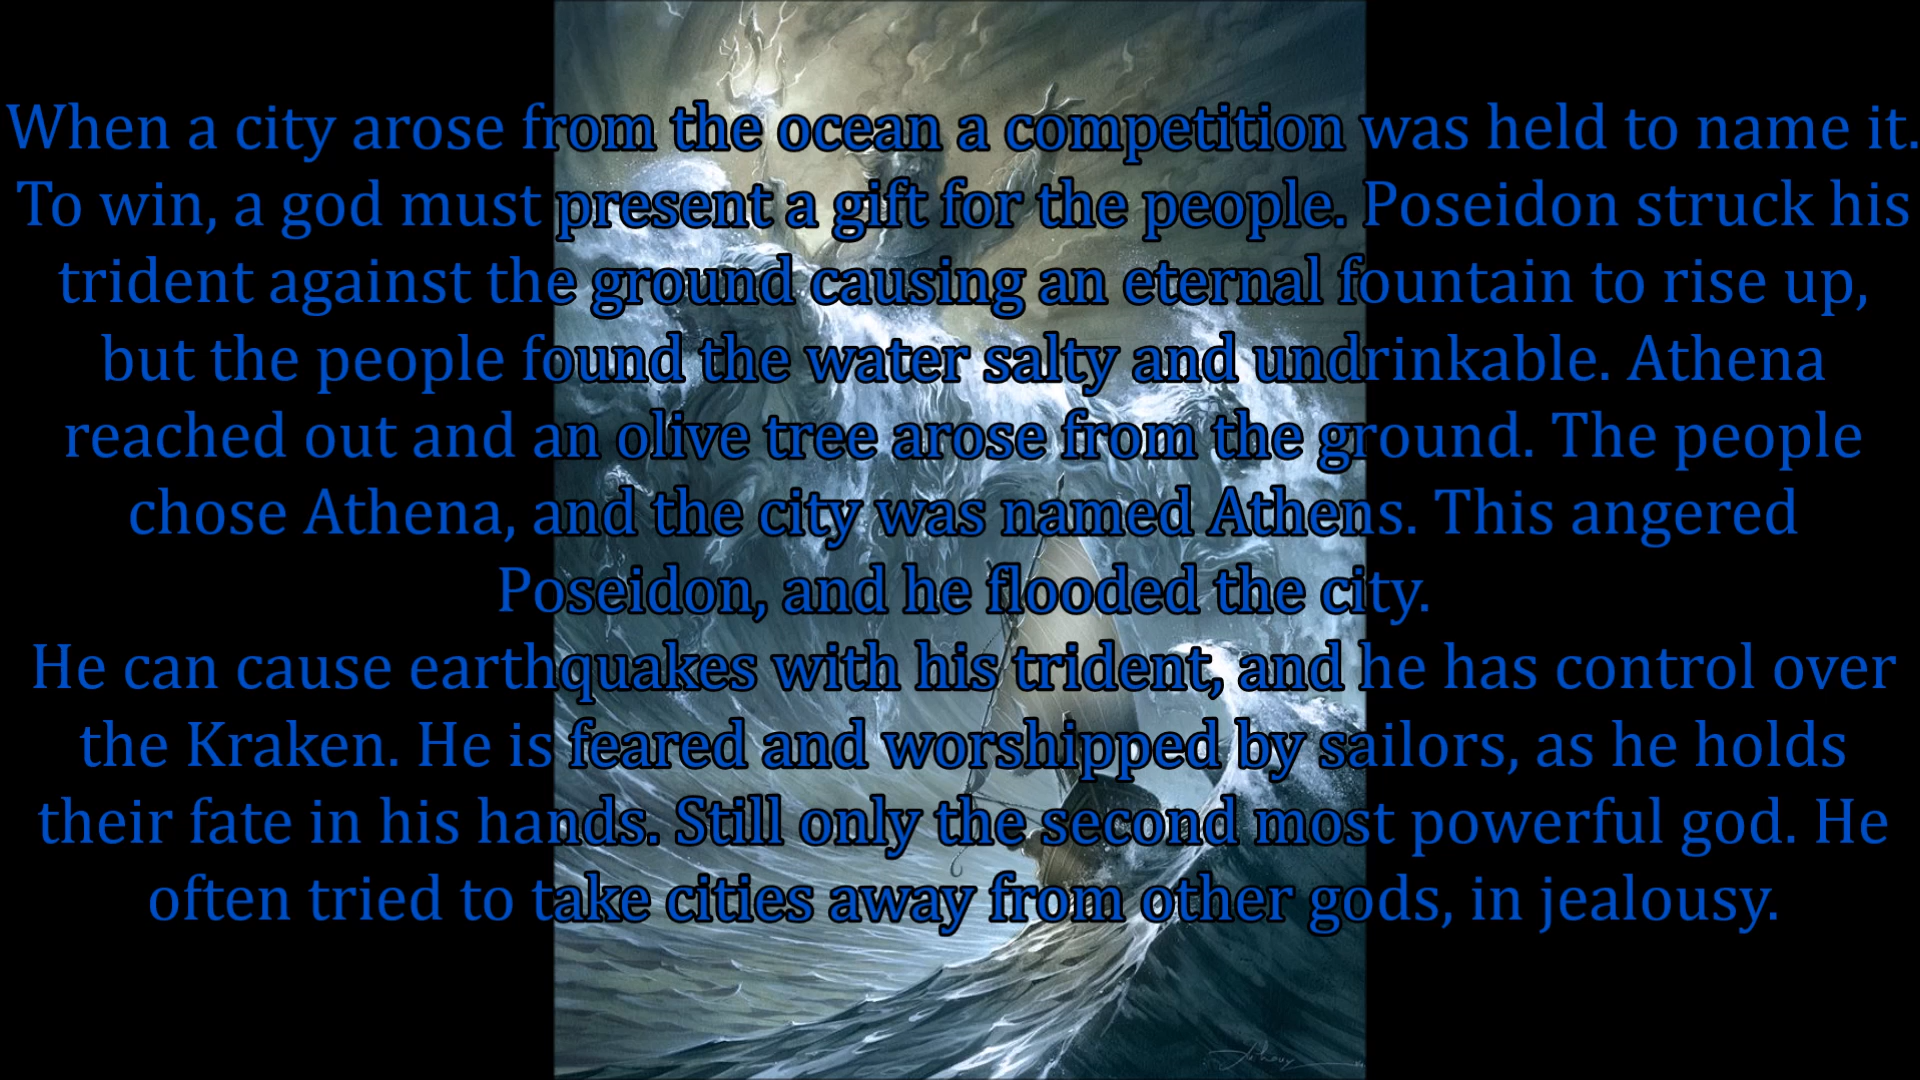 When a city arose from the ocean a competition was held to name it.
To win, a god must present a gift for the people. Poseidon struck his
trident against the ground causing an eternal fountain to rise up,
but the people found the water salty and undrinkable. Athena
reached out and an olive tree arose from the ground. The people
chose Athena, and the city was named Athens. This angered
Poseidon, and he flooded the city.
He can cause earthquakes with his trident, and he has control over
the Kraken. He is feared and worshipped by sailors, as he holds
their fate in his hands. Still only the second most powerful god. He
often tried to take cities away from other gods, in jealousy.